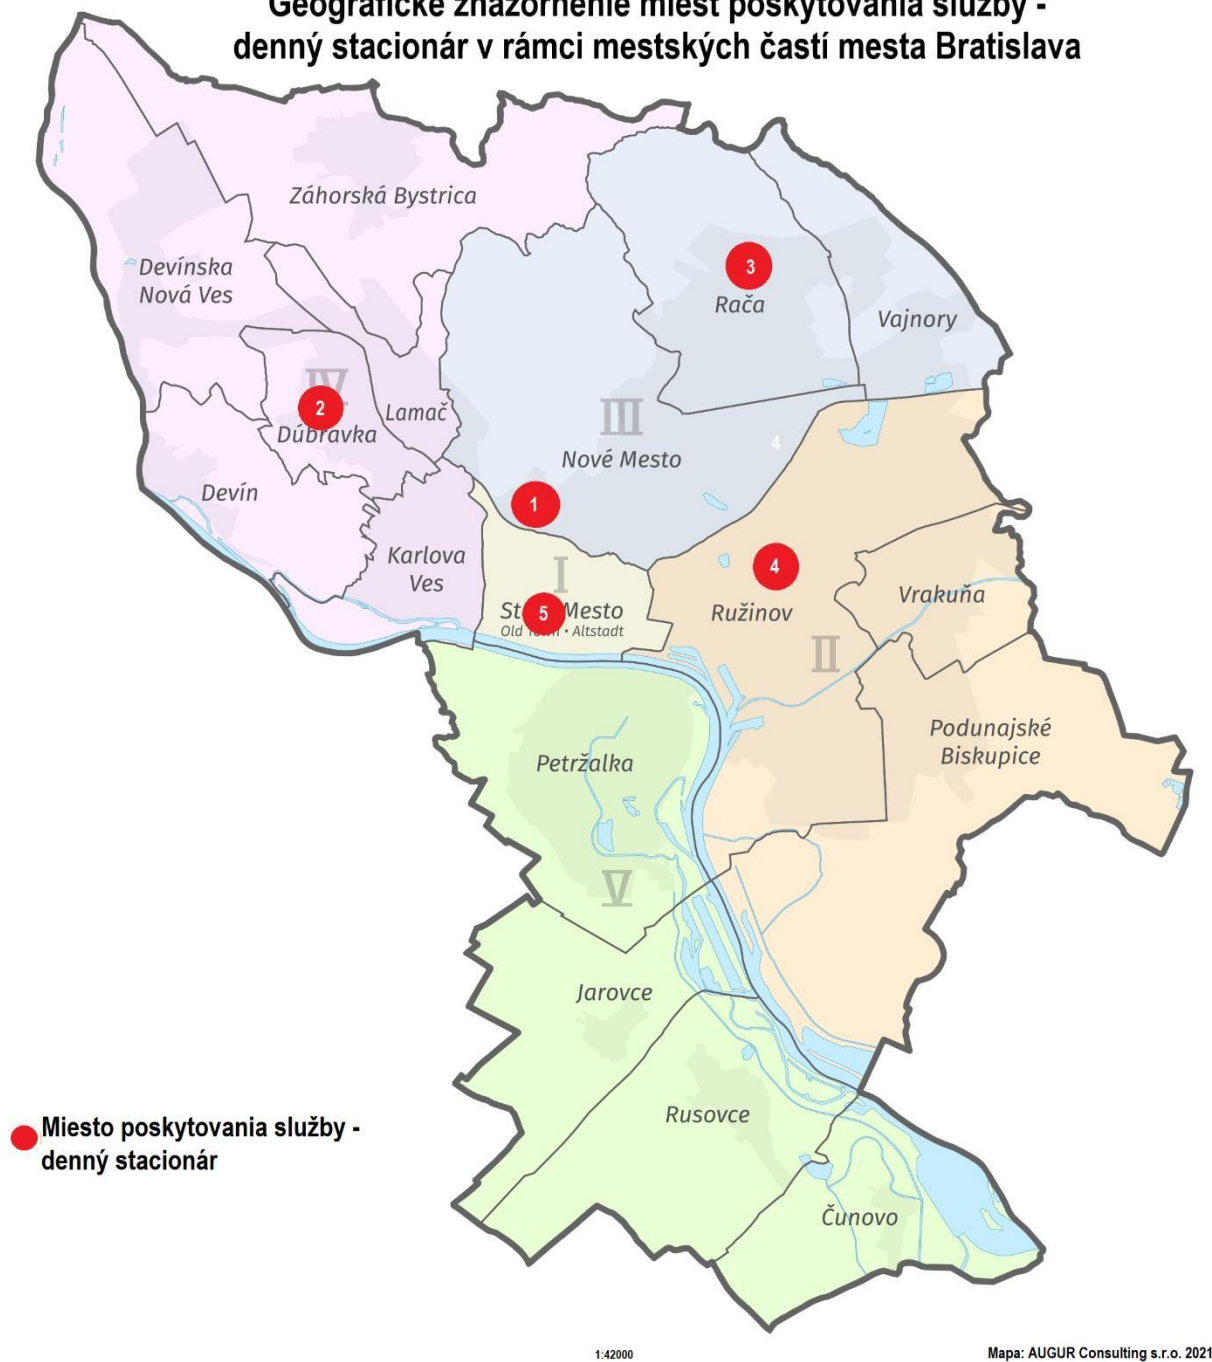 Geografické znázornenie miest poskytovania služby -
denný stacionár v rámci mestských častí mesta Bratislava
Záhorská Bystrica
Devínska
Nová Ves
3
Rača
Vajnory
IV
2
Dúbravka
Lamač
III
4
Nové Mesto
Devín
1
Karlova
Ves
I
5
Mesto
Old
• Altstadt
4
Ružinov
II
Vrakuňa
Podunajské
Biskupice
Petržalka
V
Jarovce
Rusovce
Čunovo
Miesto poskytovania služby -
denný stacionár
1:42000
Mapa: AUGUR Consulting s.r.o. 2021